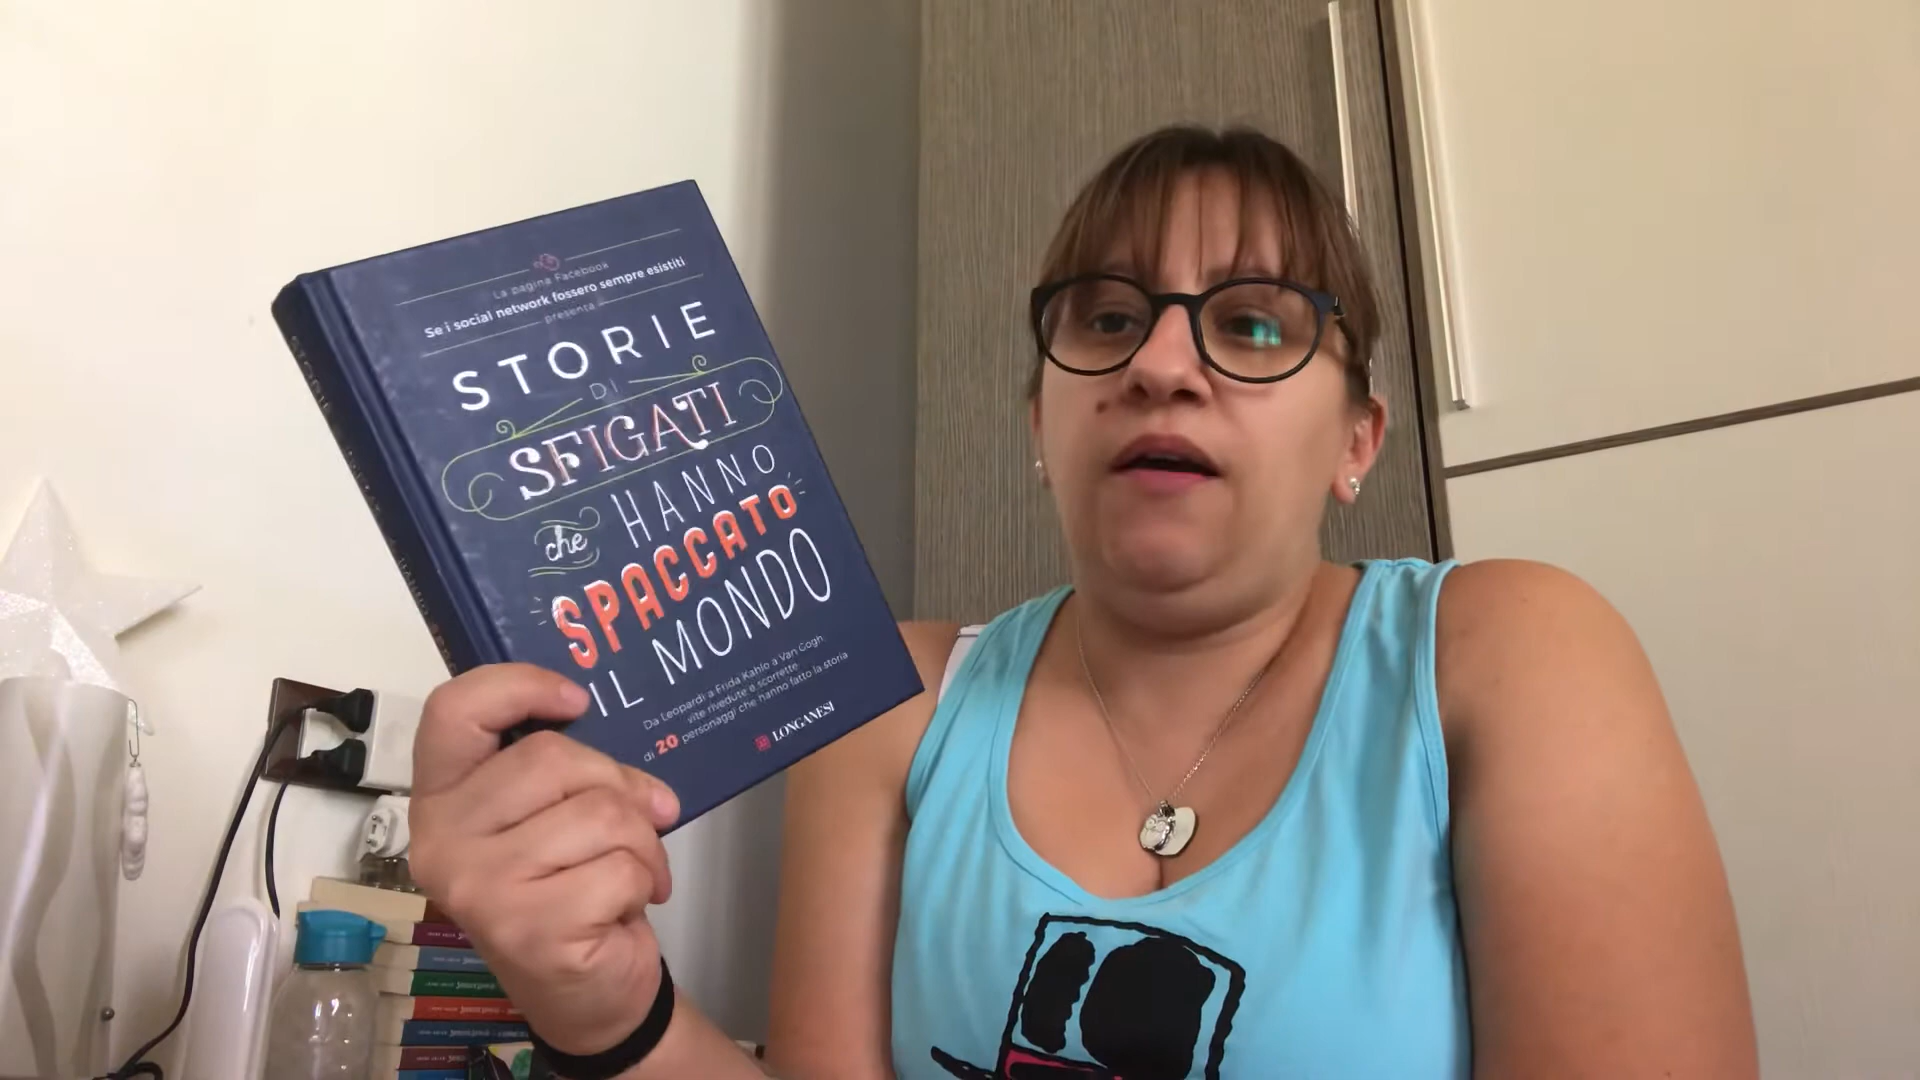 La pagina Facebook
Se i social network fossero sempre esistiti
presenta
STORIE
DI
SFIGATI
che HANNO
SPACCATO
IL MONDO
Da Leopardi a Frida Kahlo a Van Gogh,
vite rivedute e scorrette
di 20 personaggi che hanno fatto la storia
LONGANESI